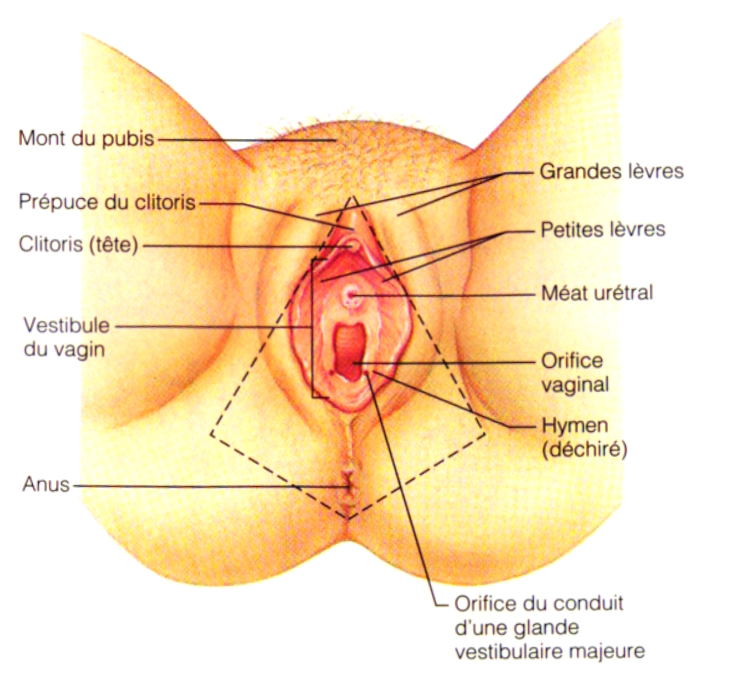 Mont du pubis
Prépuce du clitoris
Clitoris (tête)
Vestibule
du vagin
Anus
Grandes lèvres
Petites lèvres
Méat urétral
Orifice
vaginal
Hymen
(déchiré)
Orifice du conduit
d'une glande
vestibulaire majeure